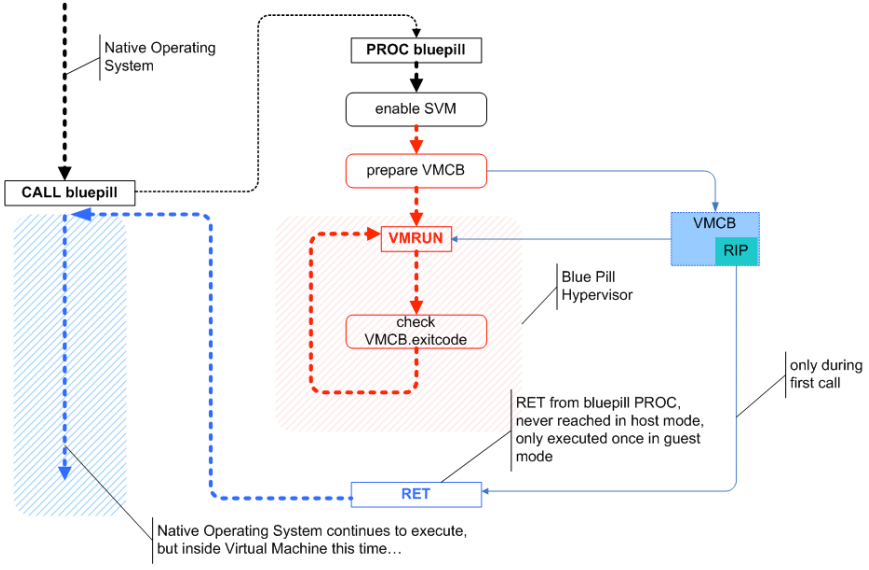 Native Operating
System
PROC bluepill
enable SVM
prepare VMCB
CALL bluepill
VMCB
RIP
VMRUN
Blue Pill
Hypervisor
check
VMCB.exitcode
only during
first call
RET from bluepill PROC,
never reached in host mode,
only executed once in guest
mode
RET
Native Operating System continues to execute,
but inside Virtual Machine this time…